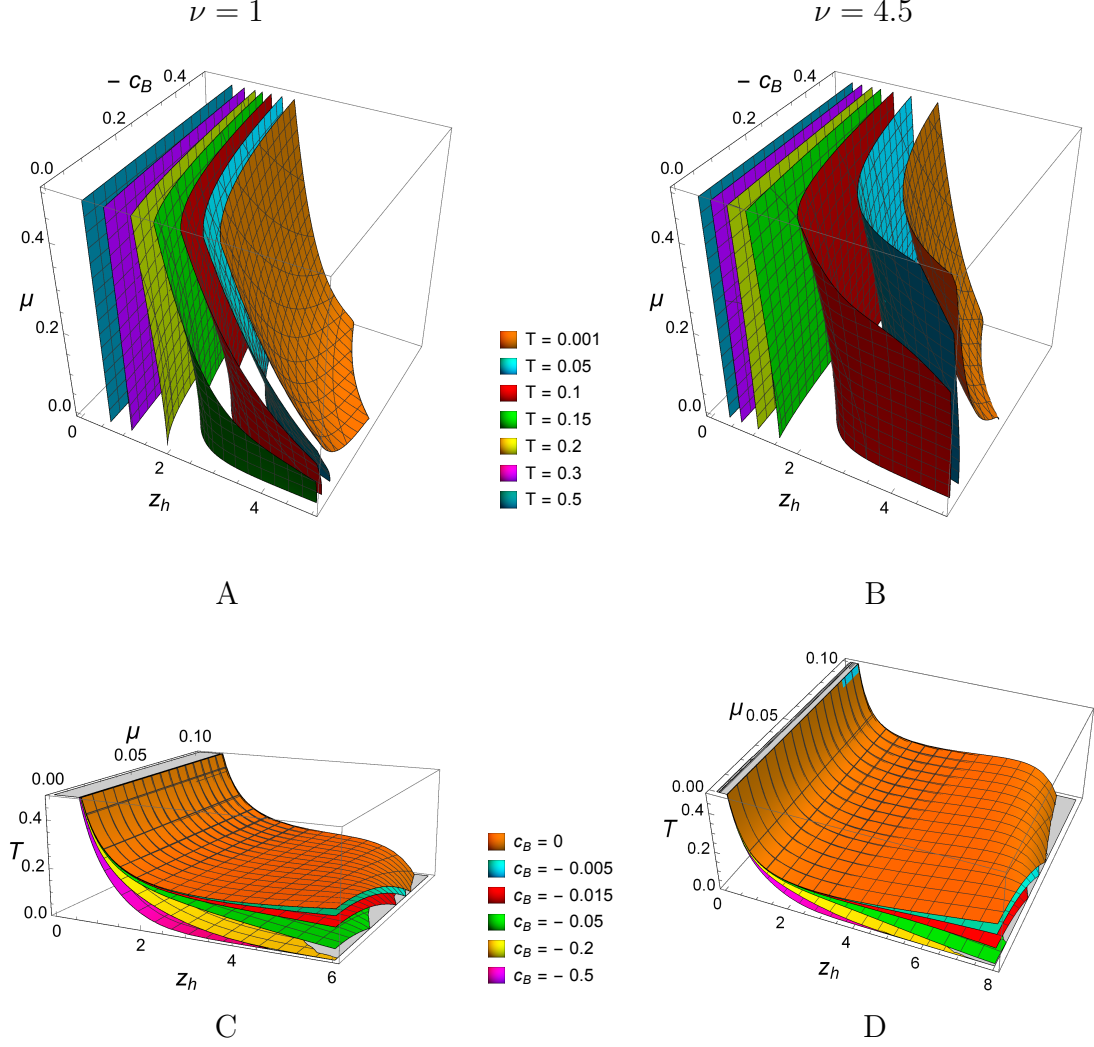 ν = 1
ν = 4.5
− c_B
0.4
0.2
0.0
0.4
μ
0.2
0.0
0
2
z_h
4
− c_B
0.4
0.2
0.0
0.4
μ
0.2
0.0
0
2
z_h
4
T = 0.001
T = 0.05
T = 0.1
T = 0.15
T = 0.2
T = 0.3
T = 0.5
A
B
μ
0.10
0.05
0.00
0.4
T
0.2
0.0
0
2
z_h
4
6
0.10
μ
0.05
0.00
0.4
T
0.2
0.0
0
2
4
z_h
6
8
c_B = 0
c_B = − 0.005
c_B = − 0.015
c_B = − 0.05
c_B = − 0.2
c_B = − 0.5
C
D